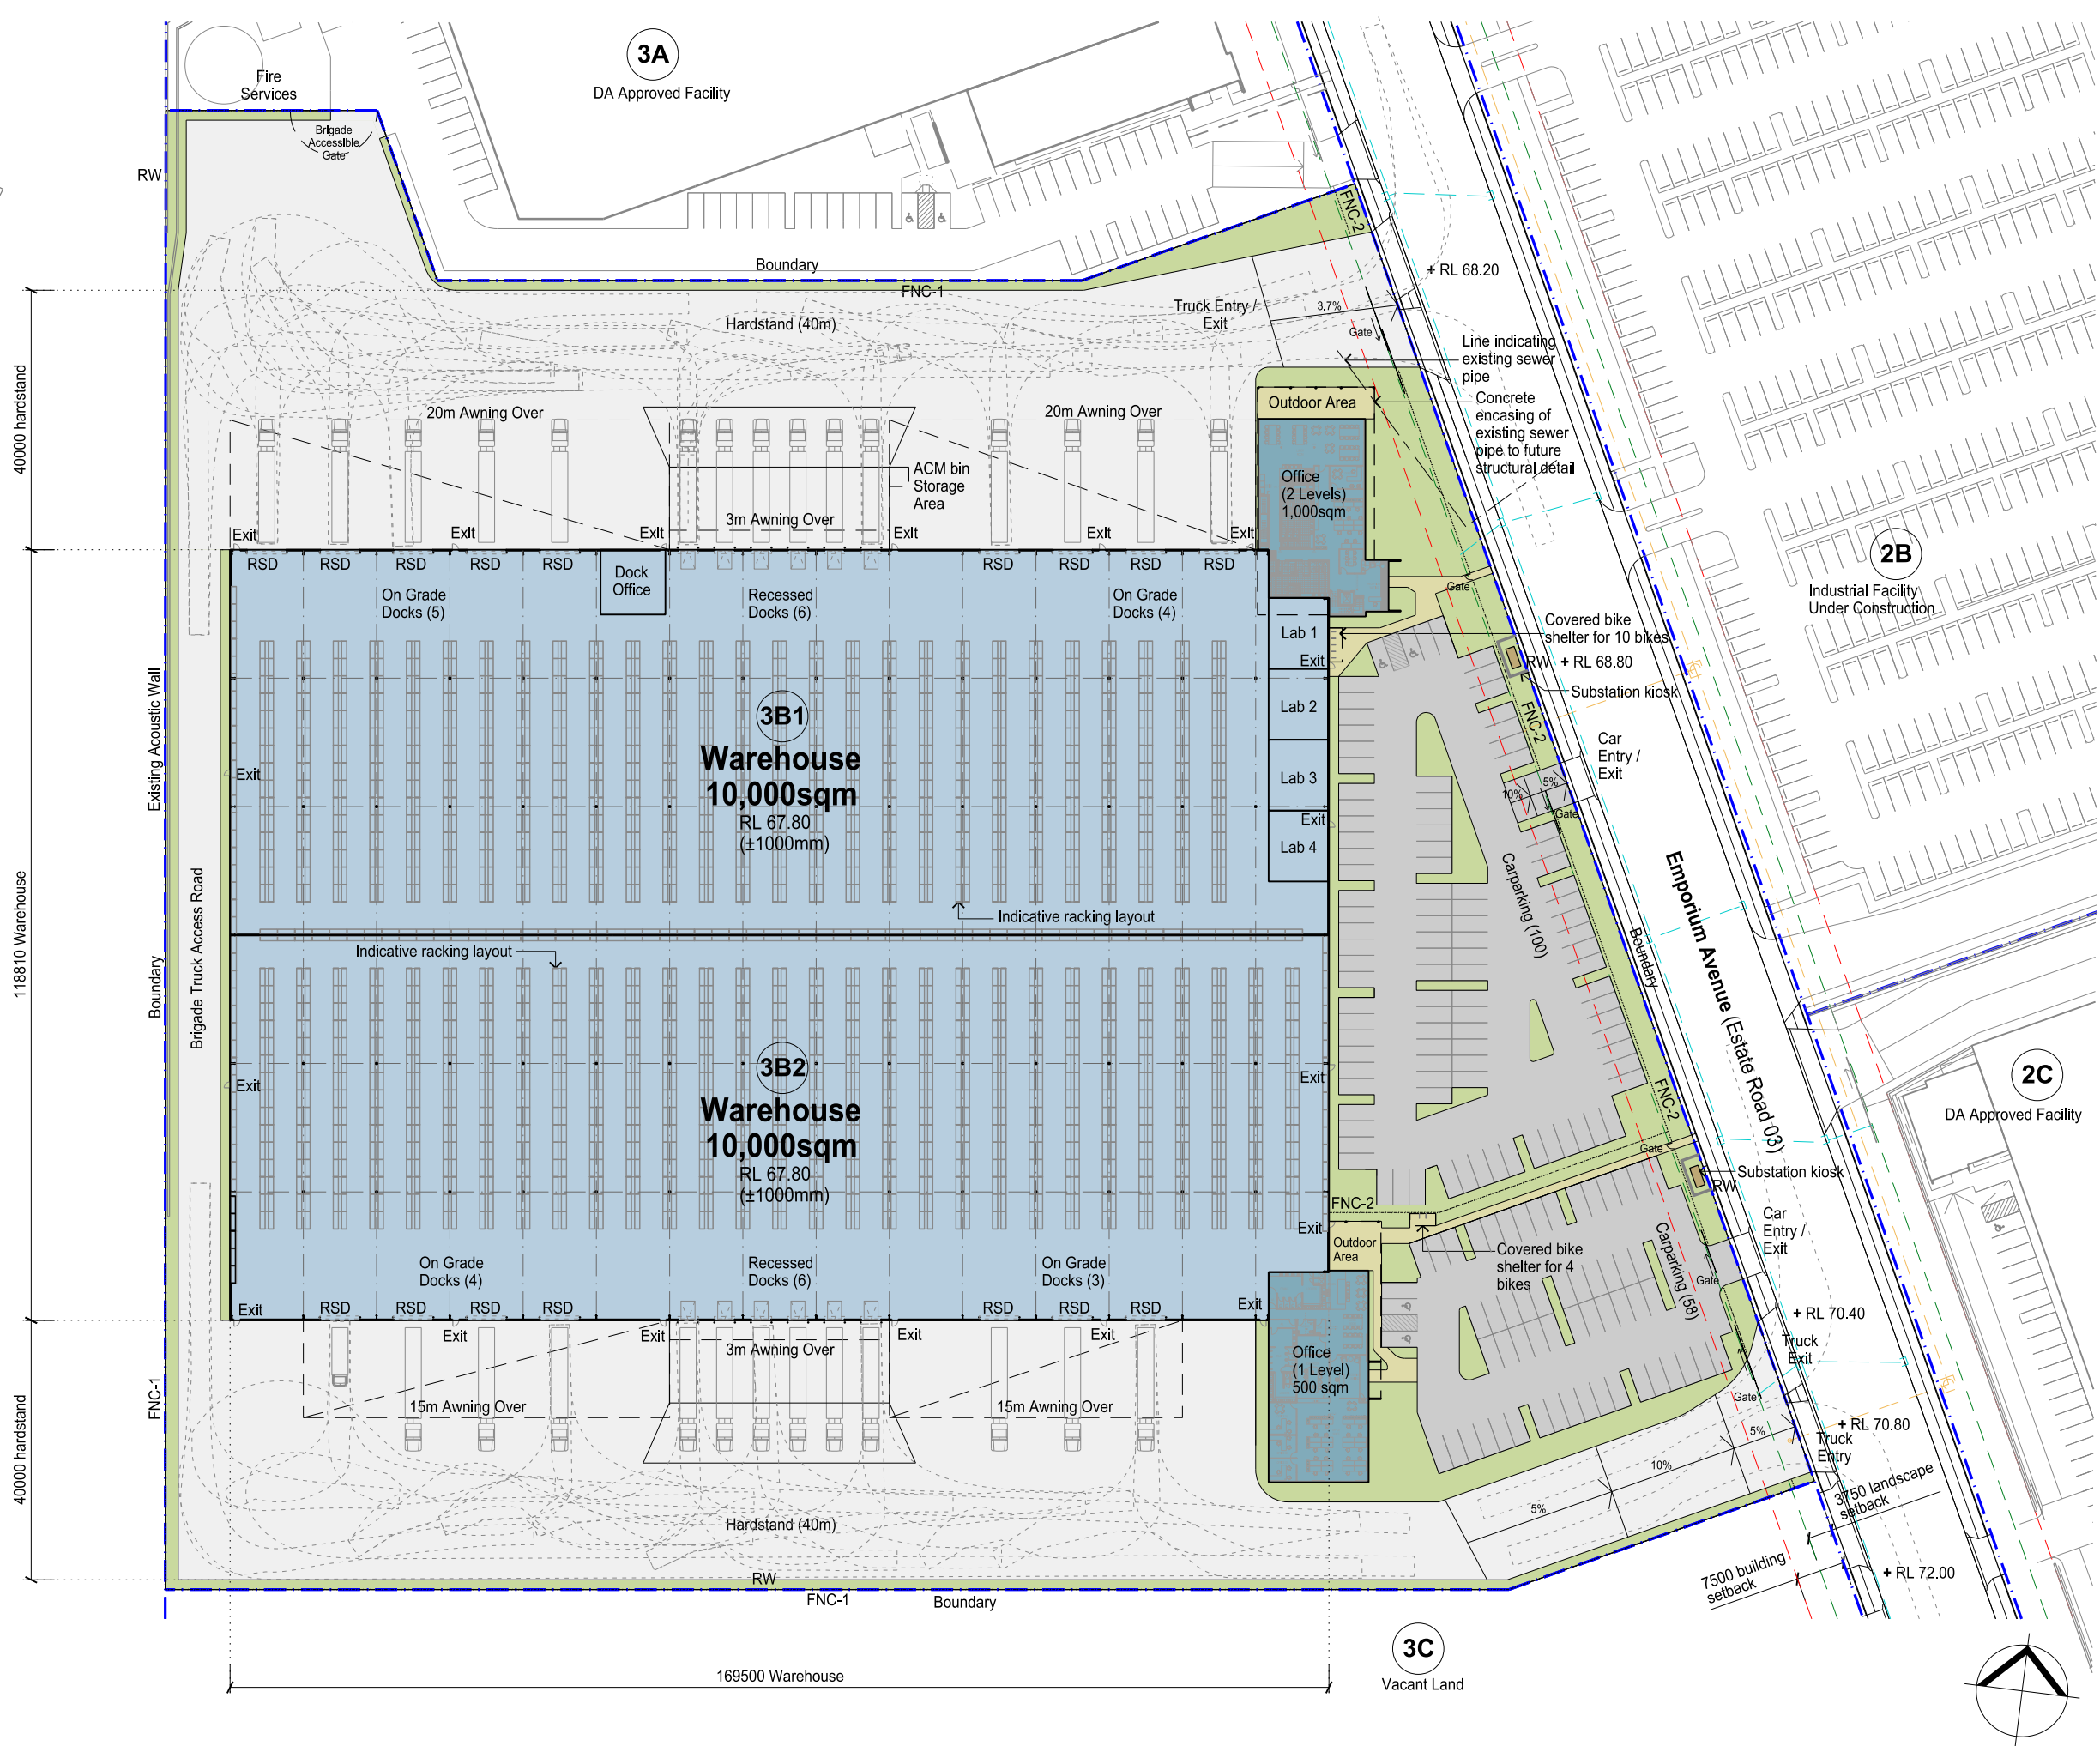 3A
DA Approved Facility
Fire
Services
Brigade
Accessible
Gate
RW
FNC-2
Boundary
FNC-1
+ RL 68.20
Truck Entry /
Exit
3.7%
Gate
Hardstand (40m)
Line indicating
existing sewer
pipe
40000 hardstand
20m Awning Over
20m Awning Over
Outdoor Area
Concrete
encasing of
existing sewer
pipe to future
structural detail
ACM bin
Storage
Area
Office
(2 Levels)
1,000sqm
3m Awning Over
Exit
Exit
Exit
Exit
Exit
Exit
2B
Industrial Facility
Under Construction
RSD
RSD
RSD
RSD
RSD
RSD
RSD
RSD
RSD
Dock
Office
On Grade
Docks (5)
Recessed
Docks (6)
On Grade
Docks (4)
Gate
Covered bike
shelter for 10 bikes
Lab 1
Exit
RW
+ RL 68.80
Substation kiosk
Existing Acoustic Wall
Lab 2
FNC-2
3B1
Warehouse
10,000sqm
RL 67.80
(±1000mm)
Exit
Lab 3
Car
Entry /
Exit
5%
10%
Gate
Exit
Lab 4
Carparking (100)
Emporium Avenue (Estate Road 03)
Boundary
Indicative racking layout
Indicative racking layout
118810 Warehouse
Boundary
Brigade Truck Access Road
3B2
Warehouse
10,000sqm
RL 67.80
(±1000mm)
Exit
Exit
2C
DA Approved Facility
FNC-2
Gate
Substation kiosk
RW
FNC-2
Exit
Outdoor
Area
Covered bike
shelter for 4
bikes
Carparking (58)
Car
Entry /
Exit
Gate
On Grade
Docks (4)
Recessed
Docks (6)
On Grade
Docks (3)
Exit
RSD
RSD
RSD
RSD
RSD
RSD
RSD
Exit
Exit
Exit
Exit
Exit
3m Awning Over
+ RL 70.40
Truck
Exit
Office
(1 Level)
500 sqm
Gate
FNC-1
15m Awning Over
15m Awning Over
+ RL 70.80
Truck
Entry
5%
10%
5%
40000 hardstand
3750 landscape
setback
Hardstand (40m)
RW
FNC-1
Boundary
7500 building
setback
+ RL 72.00
3C
Vacant Land
169500 Warehouse